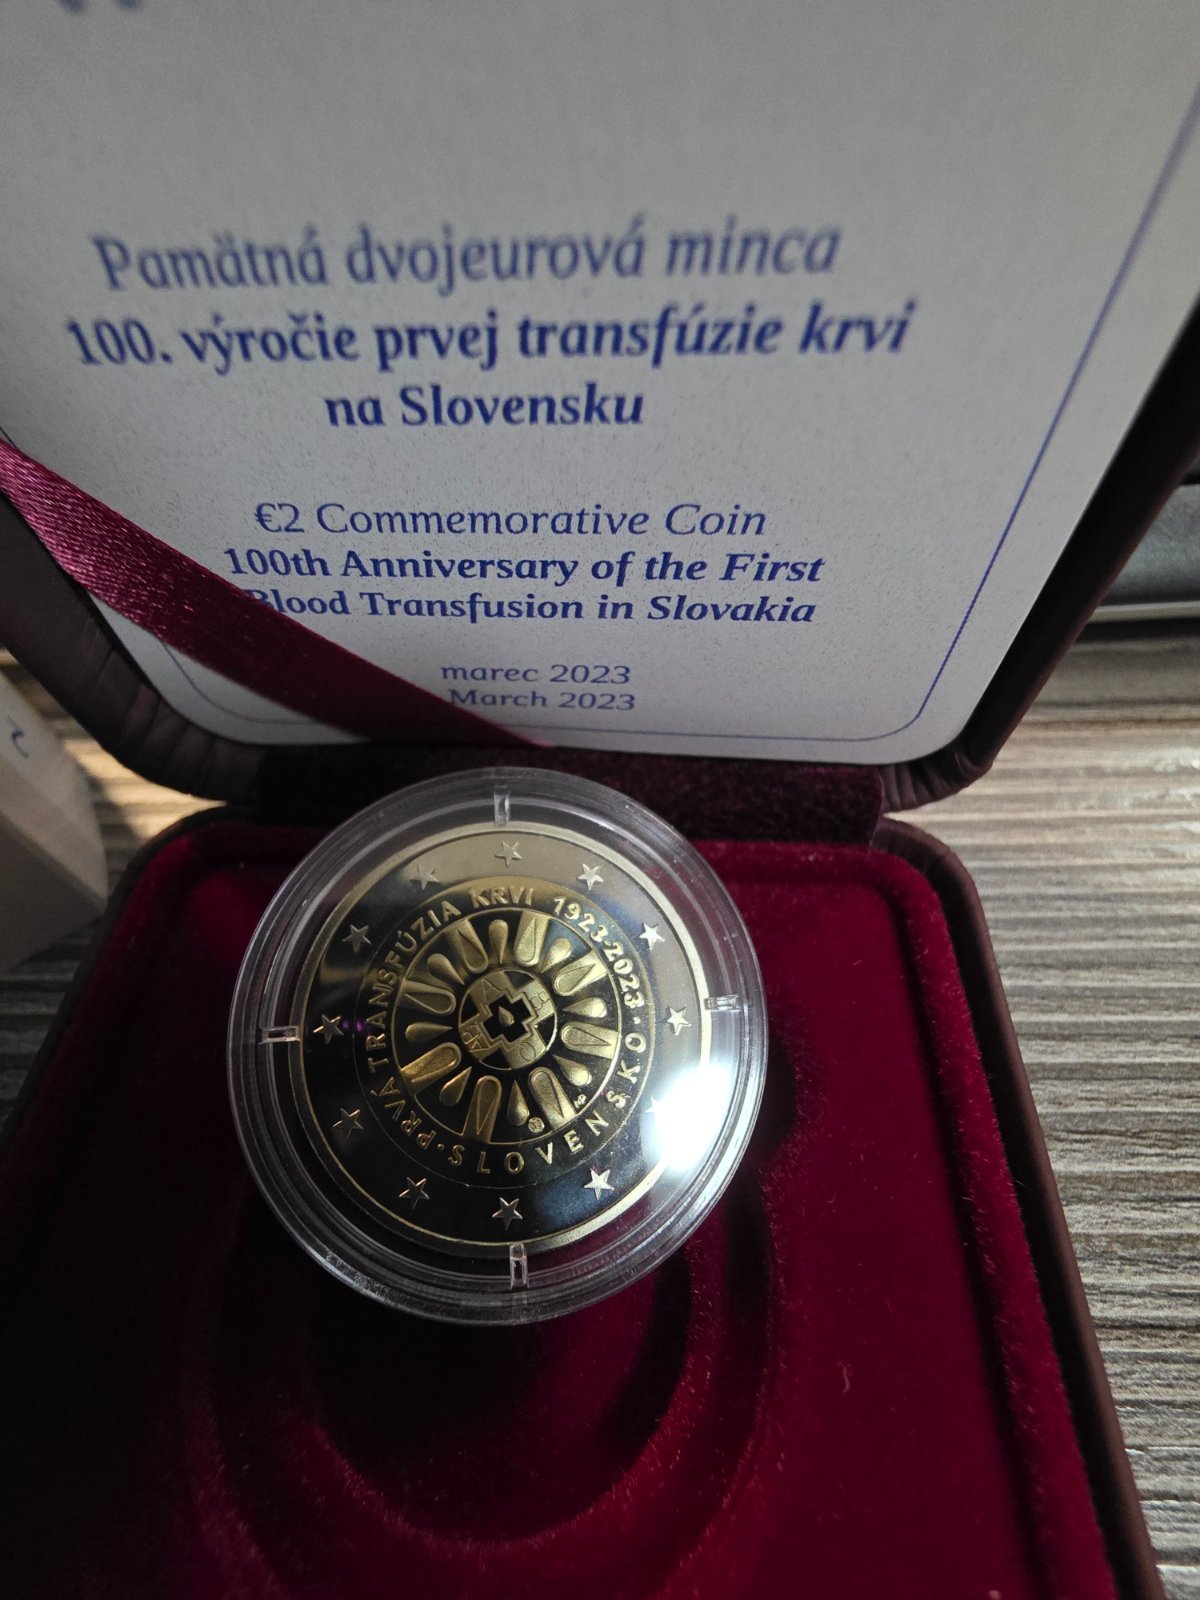 Pamätná dvojeurová minca
100. výročie prvej transfúzie krvi
na Slovensku
€2 Commemorative Coin
100th Anniversary of the First
Blood Transfusion in Slovakia
marec 2023
March 2023
PRVÁ TRANSFÚZIA KRVI 1923-2023 · SLOVENSKO ·